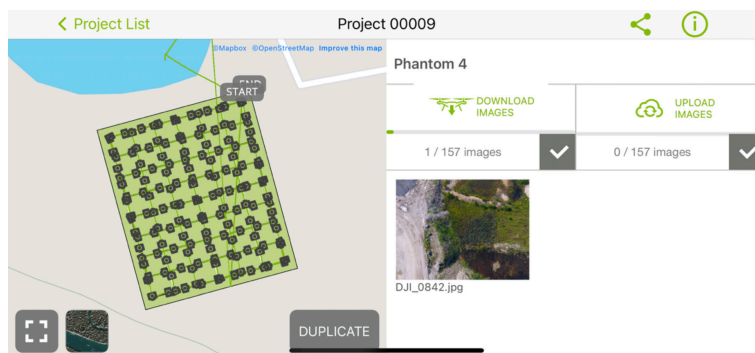 Project List
Project 00009
©Mapbox ©OpenStreetMap Improve this map
END
START
DUPLICATE
Phantom 4
DOWNLOAD
IMAGES
UPLOAD
IMAGES
1 / 157 images
0 / 157 images
DJI_0842.jpg